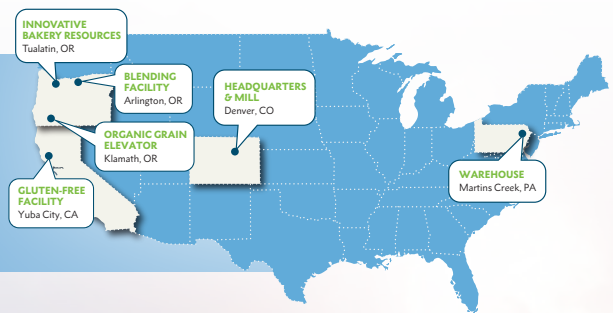 INNOVATIVE
BAKERY RESOURCES
Tualatin, OR
BLENDING
FACILITY
Arlington, OR
HEADQUARTERS
& MILL
Denver, CO
ORGANIC GRAIN
ELEVATOR
Klamath, OR
WAREHOUSE
Martins Creek, PA
GLUTEN-FREE
FACILITY
Yuba City, CA